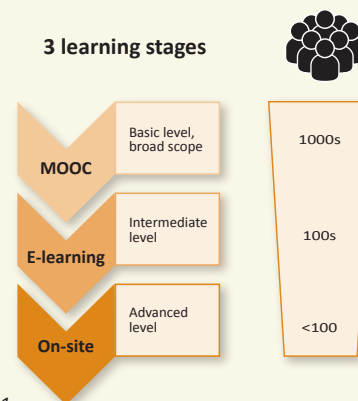 3 learning stages
MOOC
Basic level,
broad scope
1000s
E-learning
Intermediate
level
100s
On-site
Advanced
level
<100